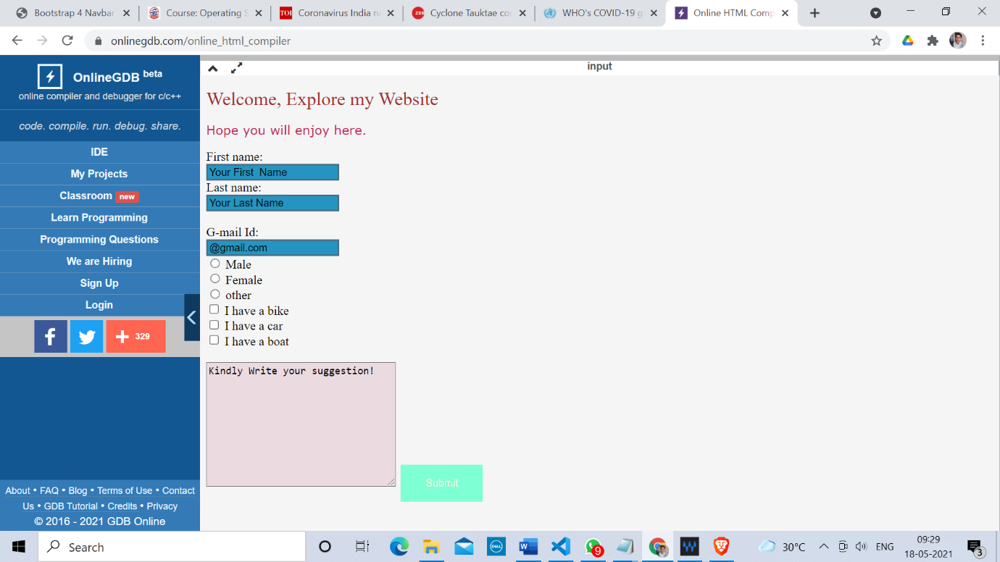 Bootstrap 4 Navbar
Course: Operating S
TOI
Coronavirus India n
ZEE
Cyclone Tauktae cor
WHO's COVID-19 g
Online HTML Comp
onlinegdb.com/online_html_compiler
OnlineGDB beta
online compiler and debugger for c/c++
code. compile. run. debug. share.
IDE
My Projects
Classroom new
Learn Programming
Programming Questions
We are Hiring
Sign Up
Login
f
+ 329
About • FAQ • Blog • Terms of Use • Contact
Us • GDB Tutorial • Credits • Privacy
© 2016 - 2021 GDB Online
input
Welcome, Explore my Website
Hope you will enjoy here.
First name:
Your First  Name
Last name:
Your Last Name
G-mail Id:
@gmail.com
Male
Female
other
I have a bike
I have a car
I have a boat
Kindly Write your suggestion!
Submit
Search
DELL
W
9
W
30°C
ENG
09:29
18-05-2021
3